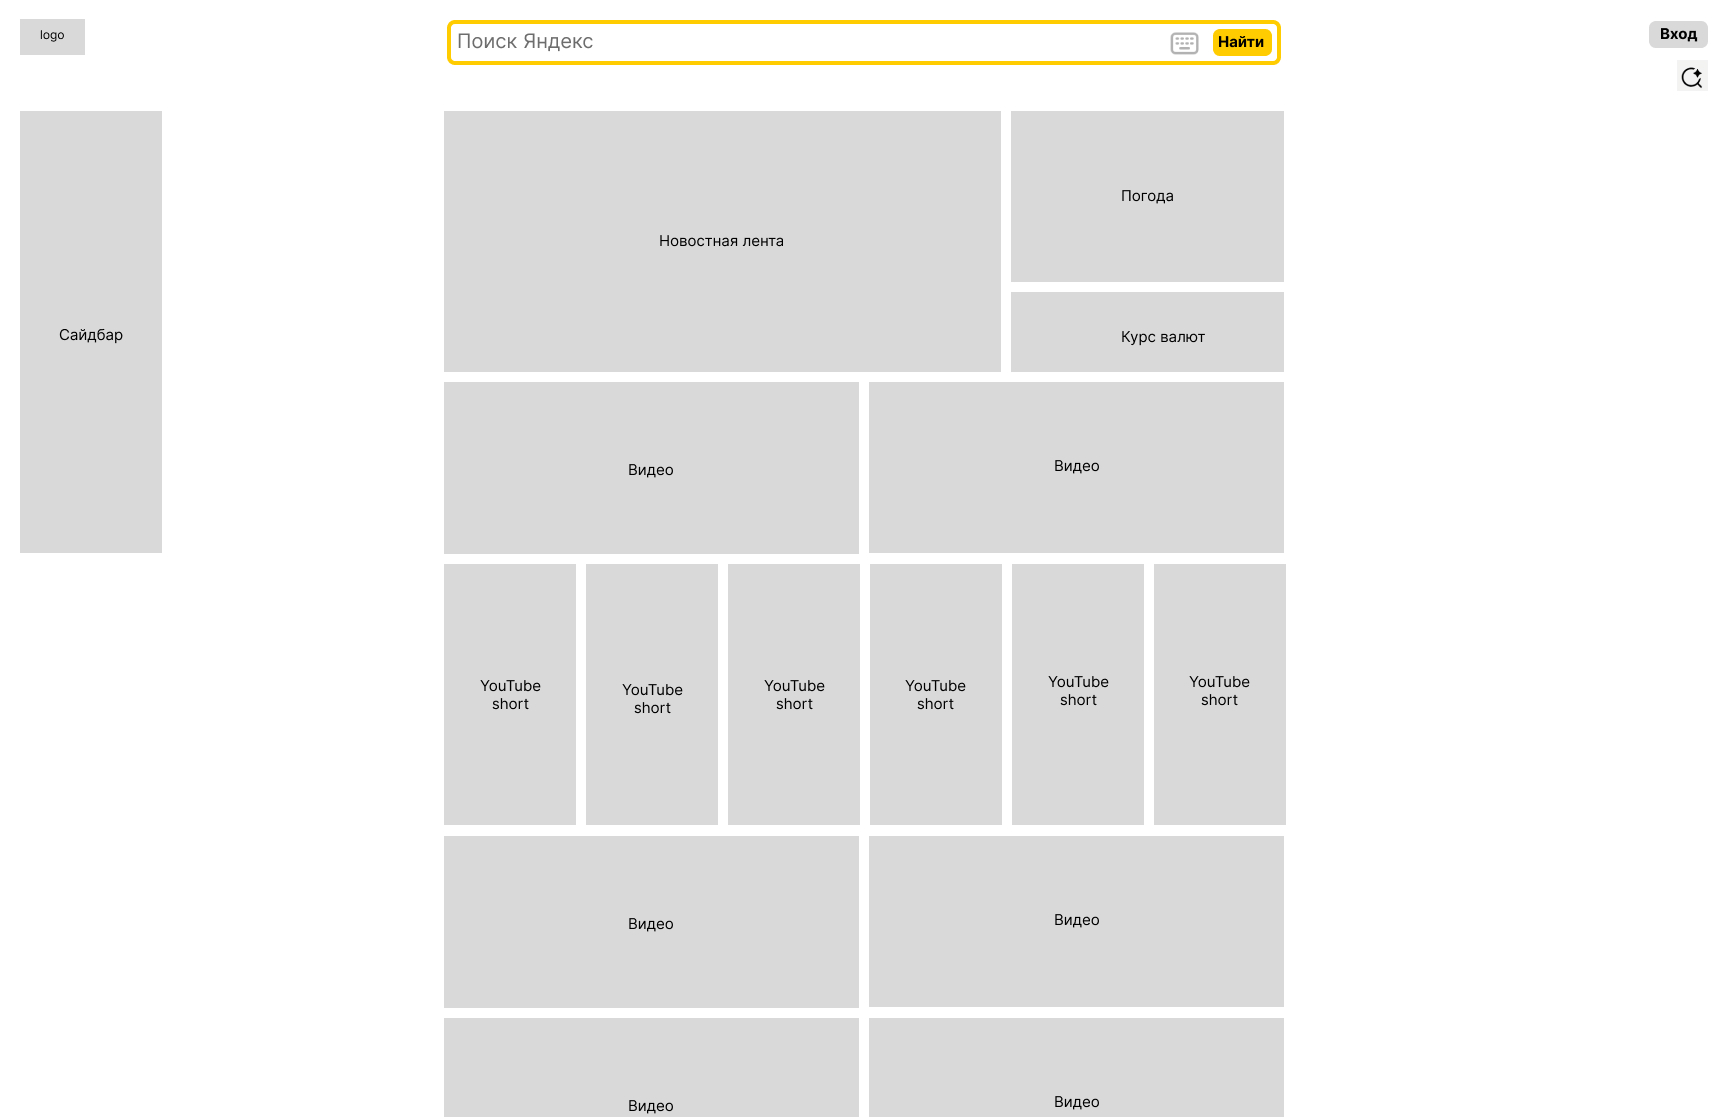 logo
Поиск Яндекс
Найти
Вход
Сайдбар
Новостная лента
Погода
Курс валют
Видео
Видео
YouTube
short
YouTube
short
YouTube
short
YouTube
short
YouTube
short
YouTube
short
Видео
Видео
Видео
Видео